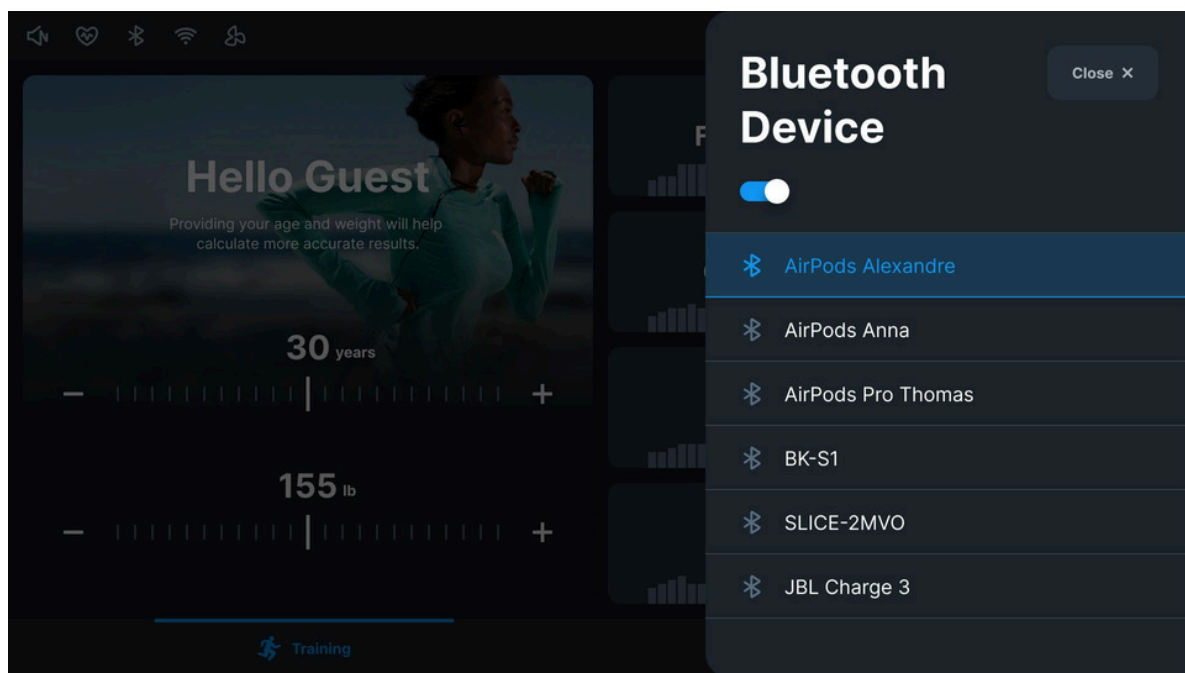 Bluetooth
Device
Close ×
AirPods Alexandre
AirPods Anna
AirPods Pro Thomas
BK-S1
SLICE-2MVO
JBL Charge 3
Hello Guest
Providing your age and weight will help
calculate more accurate results.
30 years
155 lb
Training